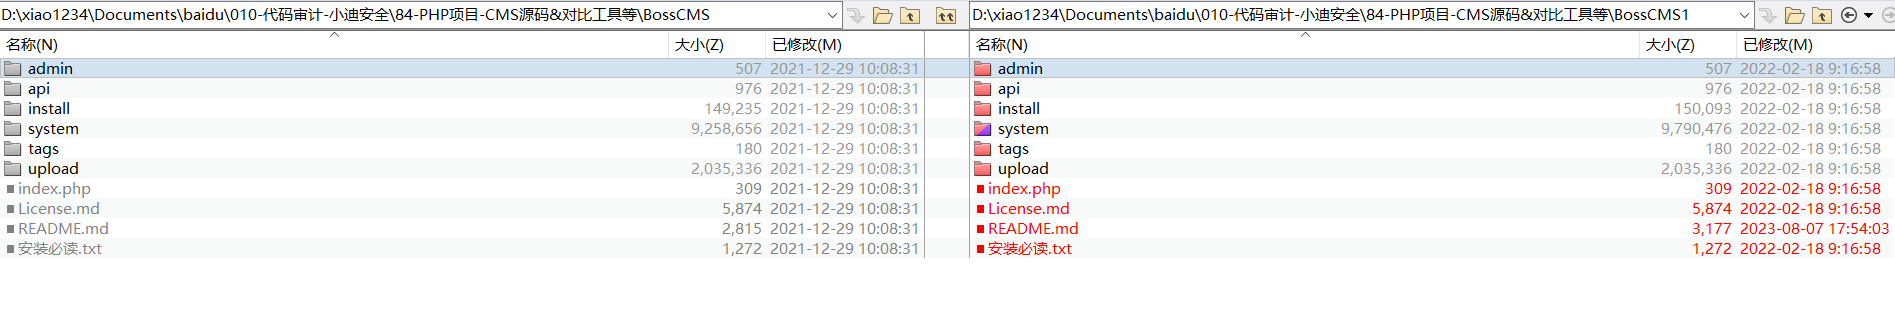 D:\xiao1234\Documents\baidu\010-代码审计-小迪安全\84-PHP项目-CMS源码&对比工具等\BossCMS D:\xiao1234\Documents\baidu\010-代码审计-小迪安全\84-PHP项目-CMS源码&对比工具等\BossCMS1
名称(N) 大小(Z) 已修改(M) 名称(N) 大小(Z) 已修改(M)
admin 507 2021-12-29 10:08:31 admin 507 2022-02-18 9:16:58
api 976 2021-12-29 10:08:31 api 976 2022-02-18 9:16:58
install 149,235 2021-12-29 10:08:31 install 150,093 2022-02-18 9:16:58
system 9,258,656 2021-12-29 10:08:31 system 9,790,476 2022-02-18 9:16:58
tags 180 2021-12-29 10:08:31 tags 180 2022-02-18 9:16:58
upload 2,035,336 2021-12-29 10:08:31 upload 2,035,336 2022-02-18 9:16:58
index.php 309 2021-12-29 10:08:31 index.php 309 2022-02-18 9:16:58
License.md 5,874 2021-12-29 10:08:31 License.md 5,874 2022-02-18 9:16:58
README.md 2,815 2021-12-29 10:08:31 README.md 3,177 2023-08-07 17:54:03
安装必读.txt 1,272 2021-12-29 10:08:31 安装必读.txt 1,272 2022-02-18 9:16:58